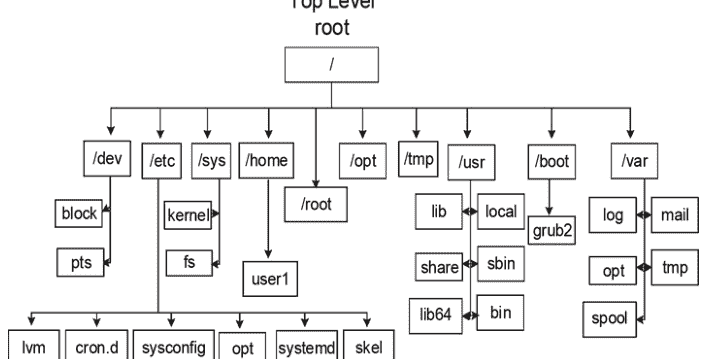 Top Level
root
/
/dev
/etc
/sys
/home
/opt
/tmp
/usr
/boot
/var
/root
block
kernel
lib
local
grub2
log
mail
pts
fs
user1
share
sbin
opt
tmp
lib64
bin
spool
lvm
cron.d
sysconfig
opt
systemd
skel